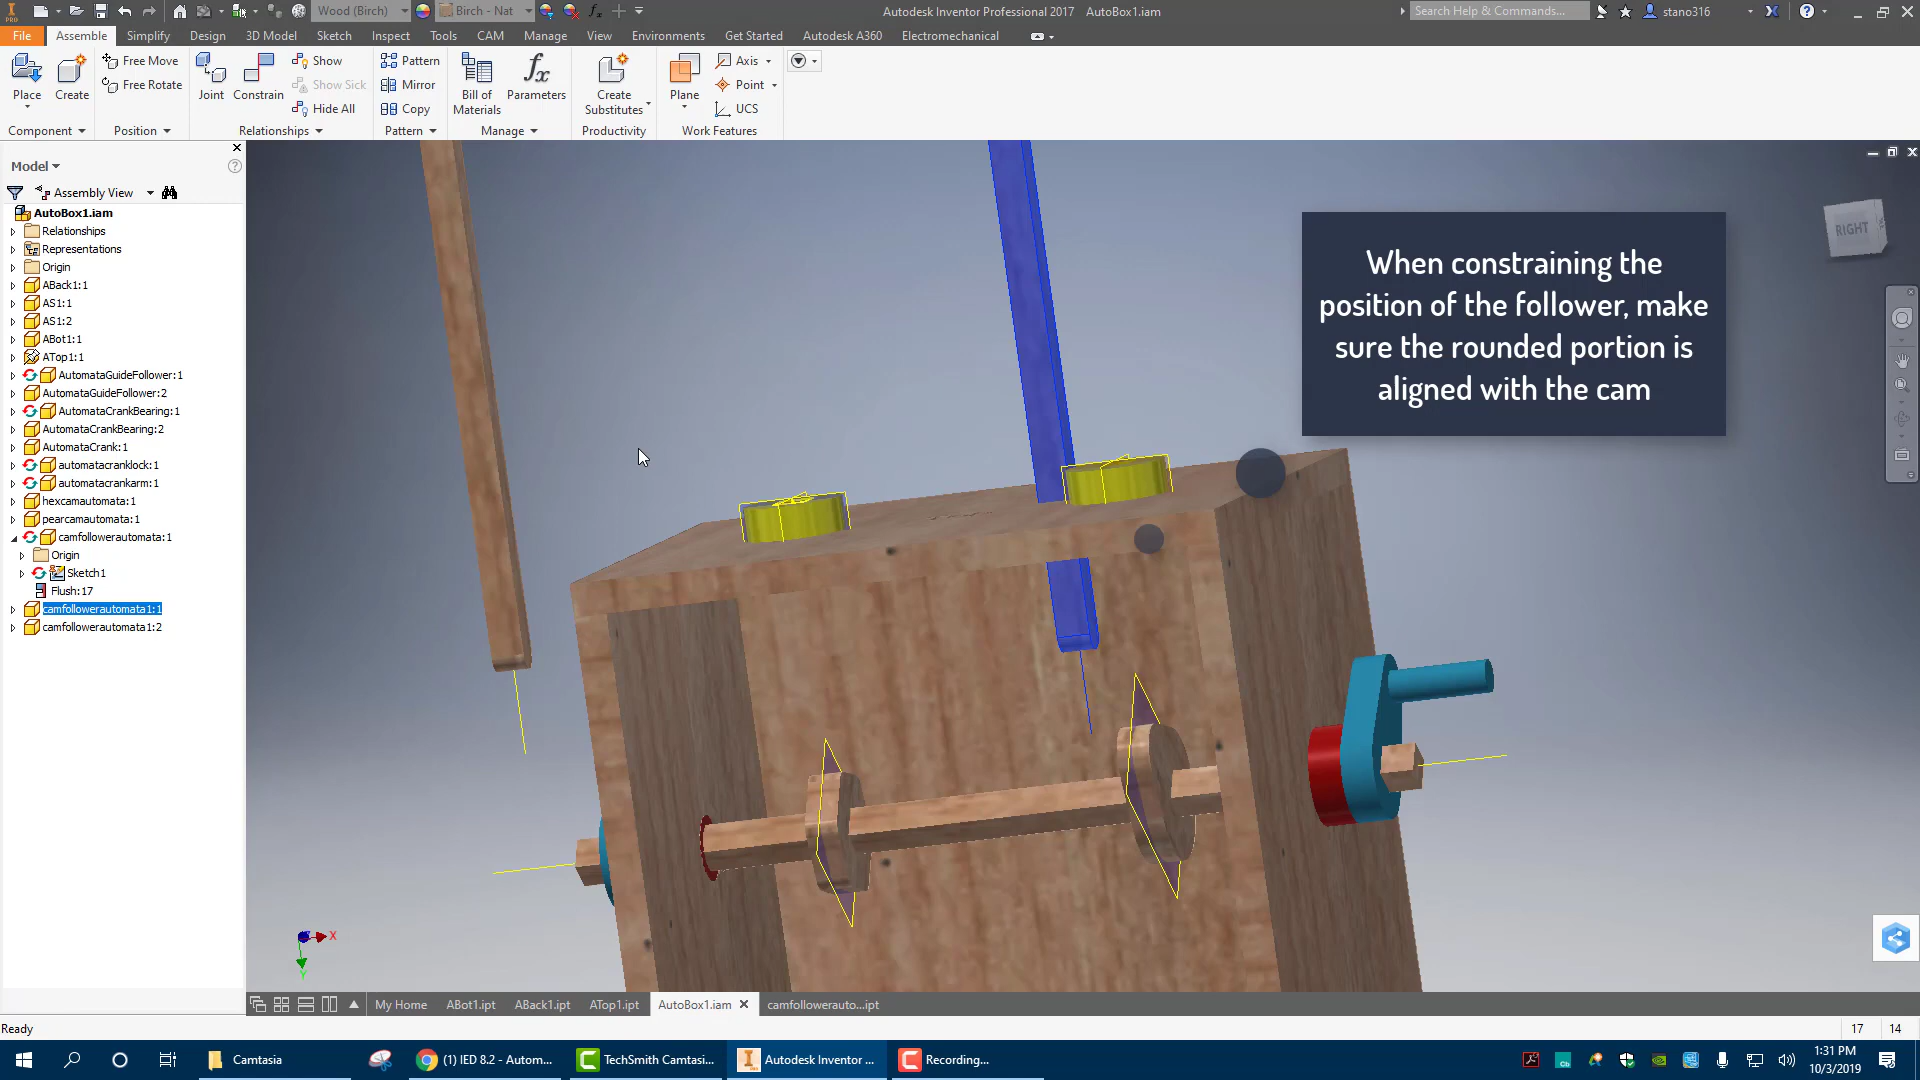 Wood (Birch)
Birch - Nat
Autodesk Inventor Professional 2017 AutoBox1.iam
Search Help & Commands...
stano316
File
Assemble
Simplify
Design
3D Model
Sketch
Inspect
Tools
CAM
Manage
View
Environments
Get Started
Autodesk A360
Electromechanical
Place
Create
Free Move
Free Rotate
Joint
Constrain
Show
Show Sick
Hide All
Pattern
Mirror
Copy
Bill of
Materials
Parameters
Create
Substitutes
Plane
Axis
Point
UCS
Component
Position
Relationships
Pattern
Manage
Productivity
Work Features
Model
Assembly View
AutoBox1.iam
Relationships
Representations
Origin
ABack1:1
AS1:1
AS1:2
ABot1:1
ATop1:1
AutomataGuideFollower:1
AutomataGuideFollower:2
AutomataCrankBearing:1
AutomataCrankBearing:2
AutomataCrank:1
automatacranklock:1
automatacrankarm:1
hexcamautomata:1
pearcamautomata:1
camfollowerautomata:1
Origin
Sketch1
Flush:17
camfollowerautomata1:1
camfollowerautomata1:2
When constraining the
position of the follower, make
sure the rounded portion is
aligned with the cam
RIGHT
X
Y
My Home
ABot1.ipt
ABack1.ipt
ATop1.ipt
AutoBox1.iam
camfollowerauto...ipt
Ready
17
14
Camtasia
(1) IED 8.2 - Autom...
TechSmith Camtasi...
Autodesk Inventor ...
Recording...
1:31 PM
10/3/2019